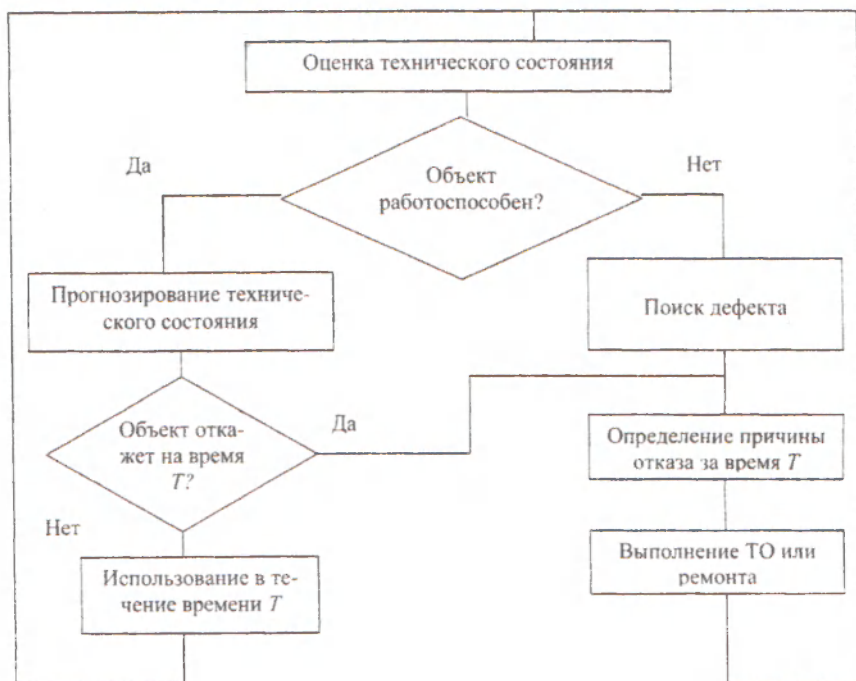 Оценка технического состояния
Да
Объект
работоспособен?
Нет
Прогнозирование техниче-
ского состояния
Поиск дефекта
Объект отка-
жет на время
T?
Да
Определение причины
отказа за время T
Нет
Использование в те-
чение времени T
Выполнение ТО или
ремонта